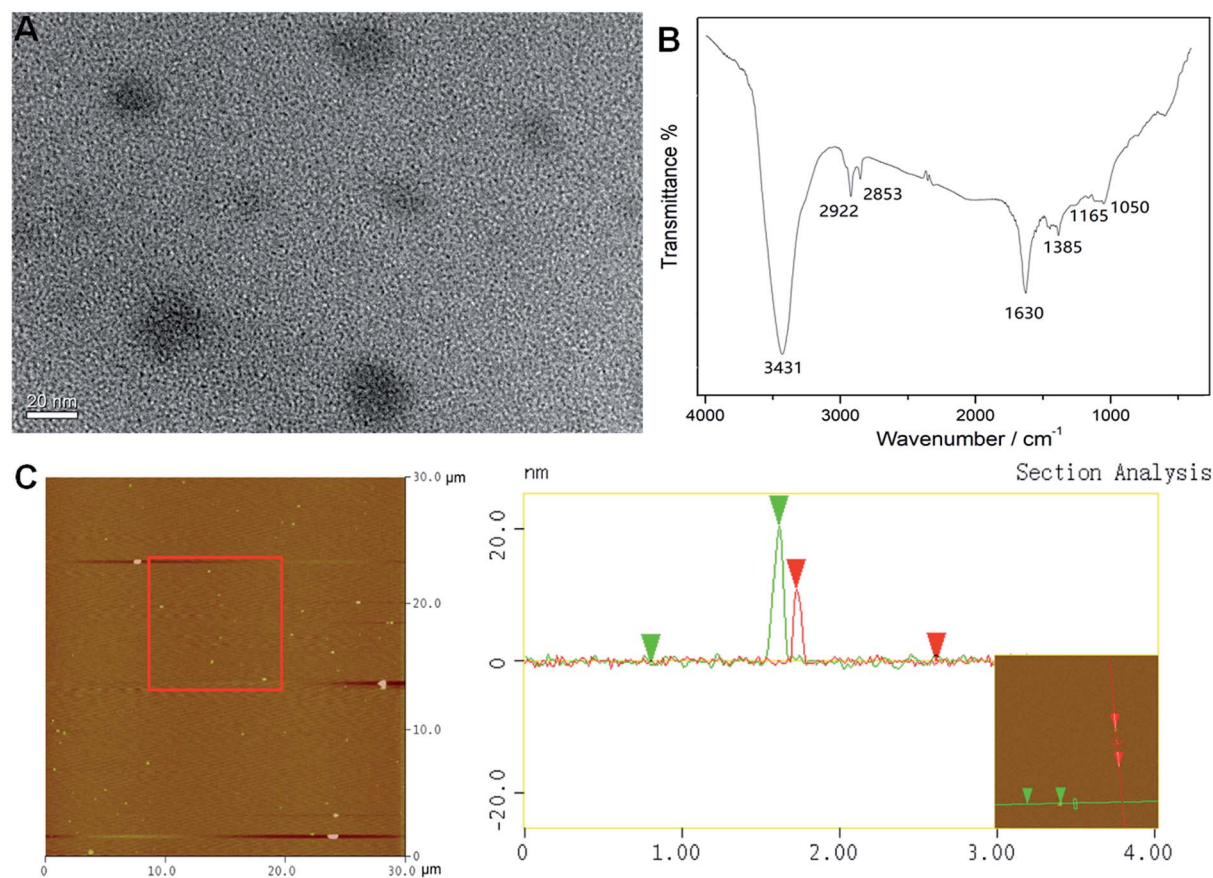 A
20 nm
B
Transmittance %
3431
2922
2853
1630
1385
1165
1050
4000
3000
2000
1000
Wavenumber / cm⁻¹
C
30.0 µm
20.0
10.0
0
0
10.0
20.0
30.0
µm
nm
Section Analysis
20.0
0
-20.0
0
1.00
2.00
3.00
4.00